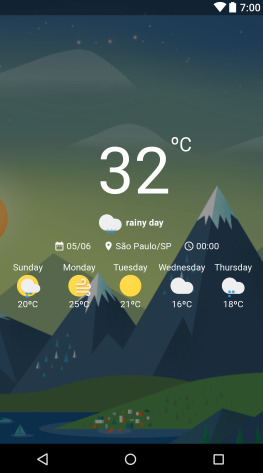 7:00
32ºC
rainy day
05/06 São Paulo/SP 00:00
Sunday Monday Tuesday Wednesday Thursday
20ºC 25ºC 21ºC 16ºC 18ºC